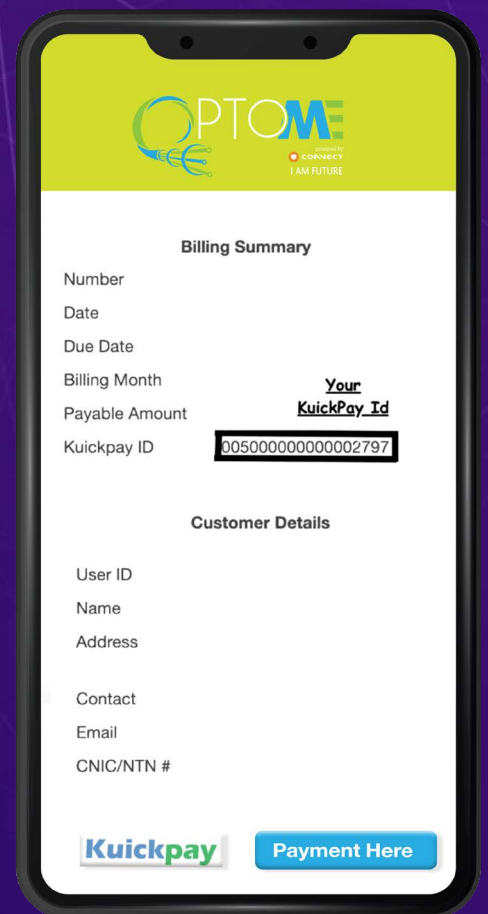 OPTOME
powered by
CONNECT
I AM FUTURE
Billing Summary
Number
Date
Due Date
Billing Month
Your
Payable Amount
KuickPay Id
Kuickpay ID 005000000000002797
Customer Details
User ID
Name
Address
Contact
Email
CNIC/NTN #
Kuickpay Payment Here